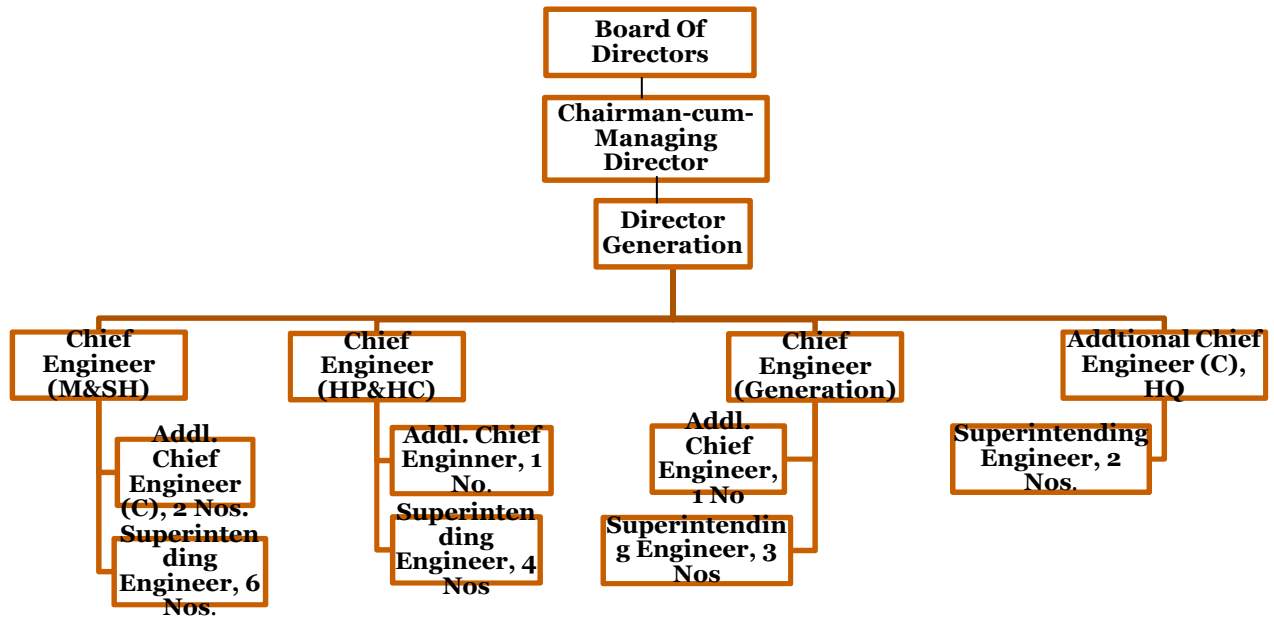 Board Of
Directors
Chairman-cum-
Managing
Director
Director
Generation
Chief
Engineer
(M&SH)
Chief
Engineer
(HP&HC)
Chief
Engineer
(Generation)
Addtional Chief
Engineer (C),
HQ
Addl.
Chief
Engineer
(C), 2 Nos.
Superinten
ding
Engineer, 6
Nos.
Addl. Chief
Enginner, 1
No.
Superinten
ding
Engineer, 4
Nos
Addl.
Chief
Engineer,
1 No
Superintendin
g Engineer, 3
Nos
Superintending
Engineer, 2
Nos.